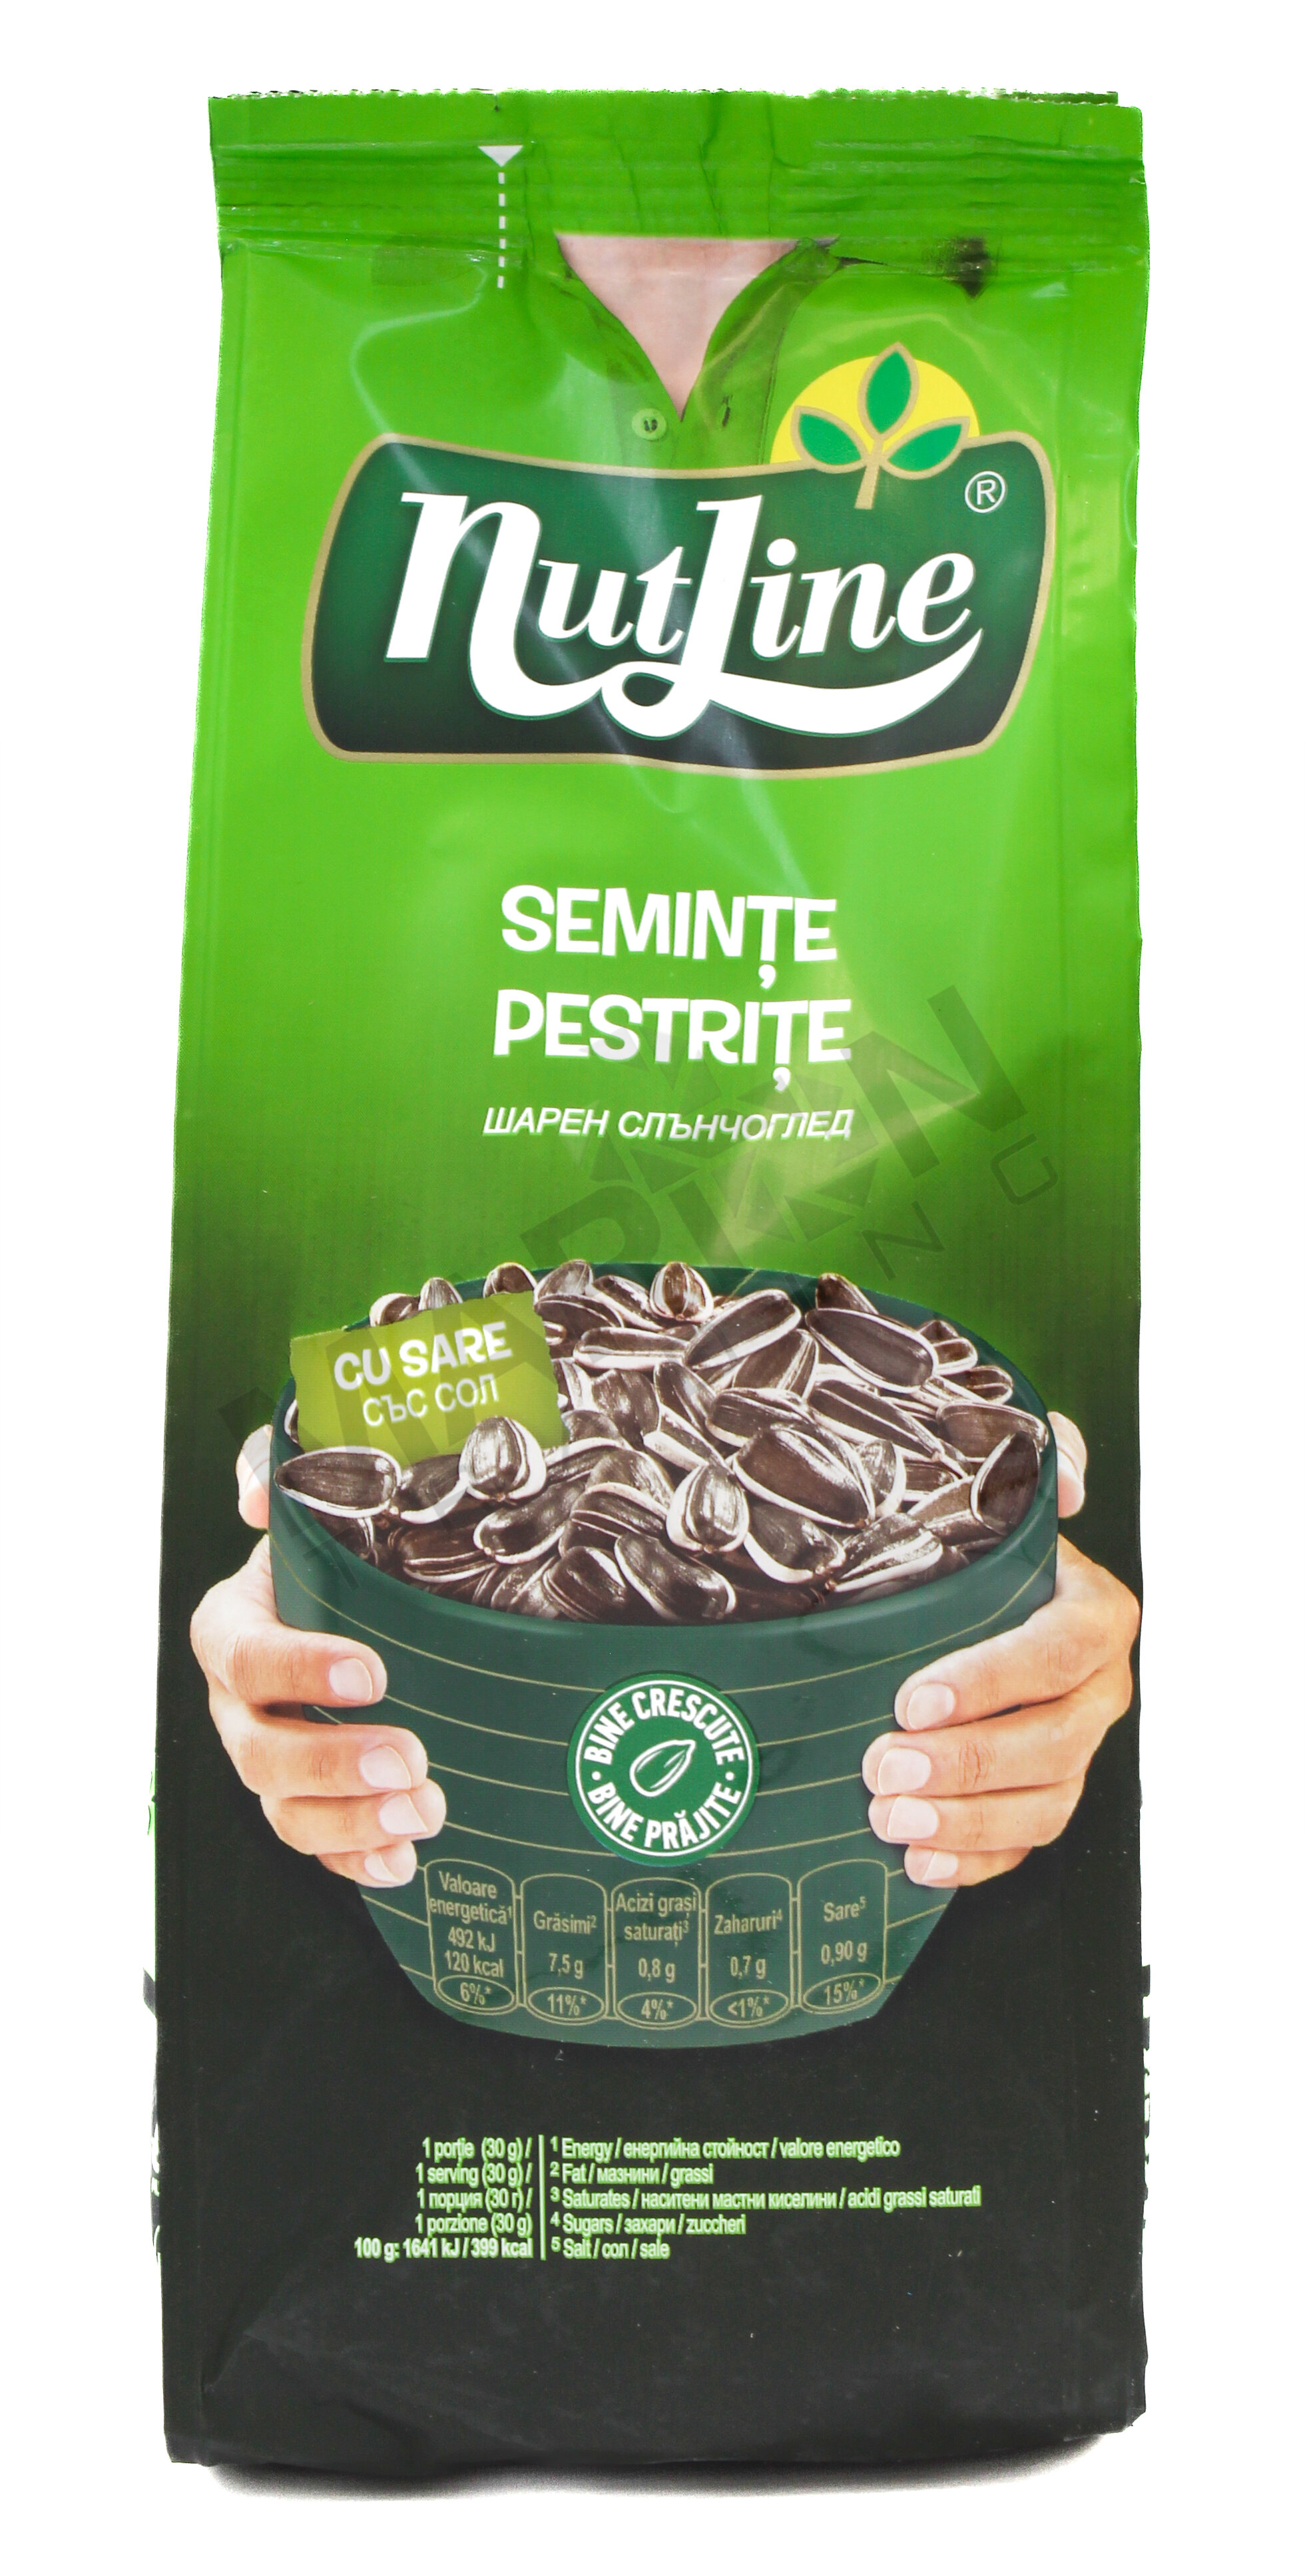 NutLine
®
SEMINȚE
PESTRIȚE
ШАРЕН СЛЪНЧОГЛЕД
CU SARE
СЪС СОЛ
BINE CRESCUTE
• BINE PRĂJITE •
Valoare energetică¹ 492 kJ 120 kcal 6%*
Grăsimi² 7,5 g 11%*
Acizi grași saturați³ 0,8 g 4%*
Zaharuri⁴ 0,7 g <1%*
Sare⁵ 0,90 g 15%*
1 porție (30 g) /
1 serving (30 g) /
1 порция (30 г) /
1 porzione (30 g)
100 g: 1641 kJ / 399 kcal
¹ Energy / енергийна стойност / valore energetico
² Fat / мазнини / grassi
³ Saturates / наситени мастни киселини / acidi grassi saturati
⁴ Sugars / захари / zuccheri
⁵ Salt / сол / sale